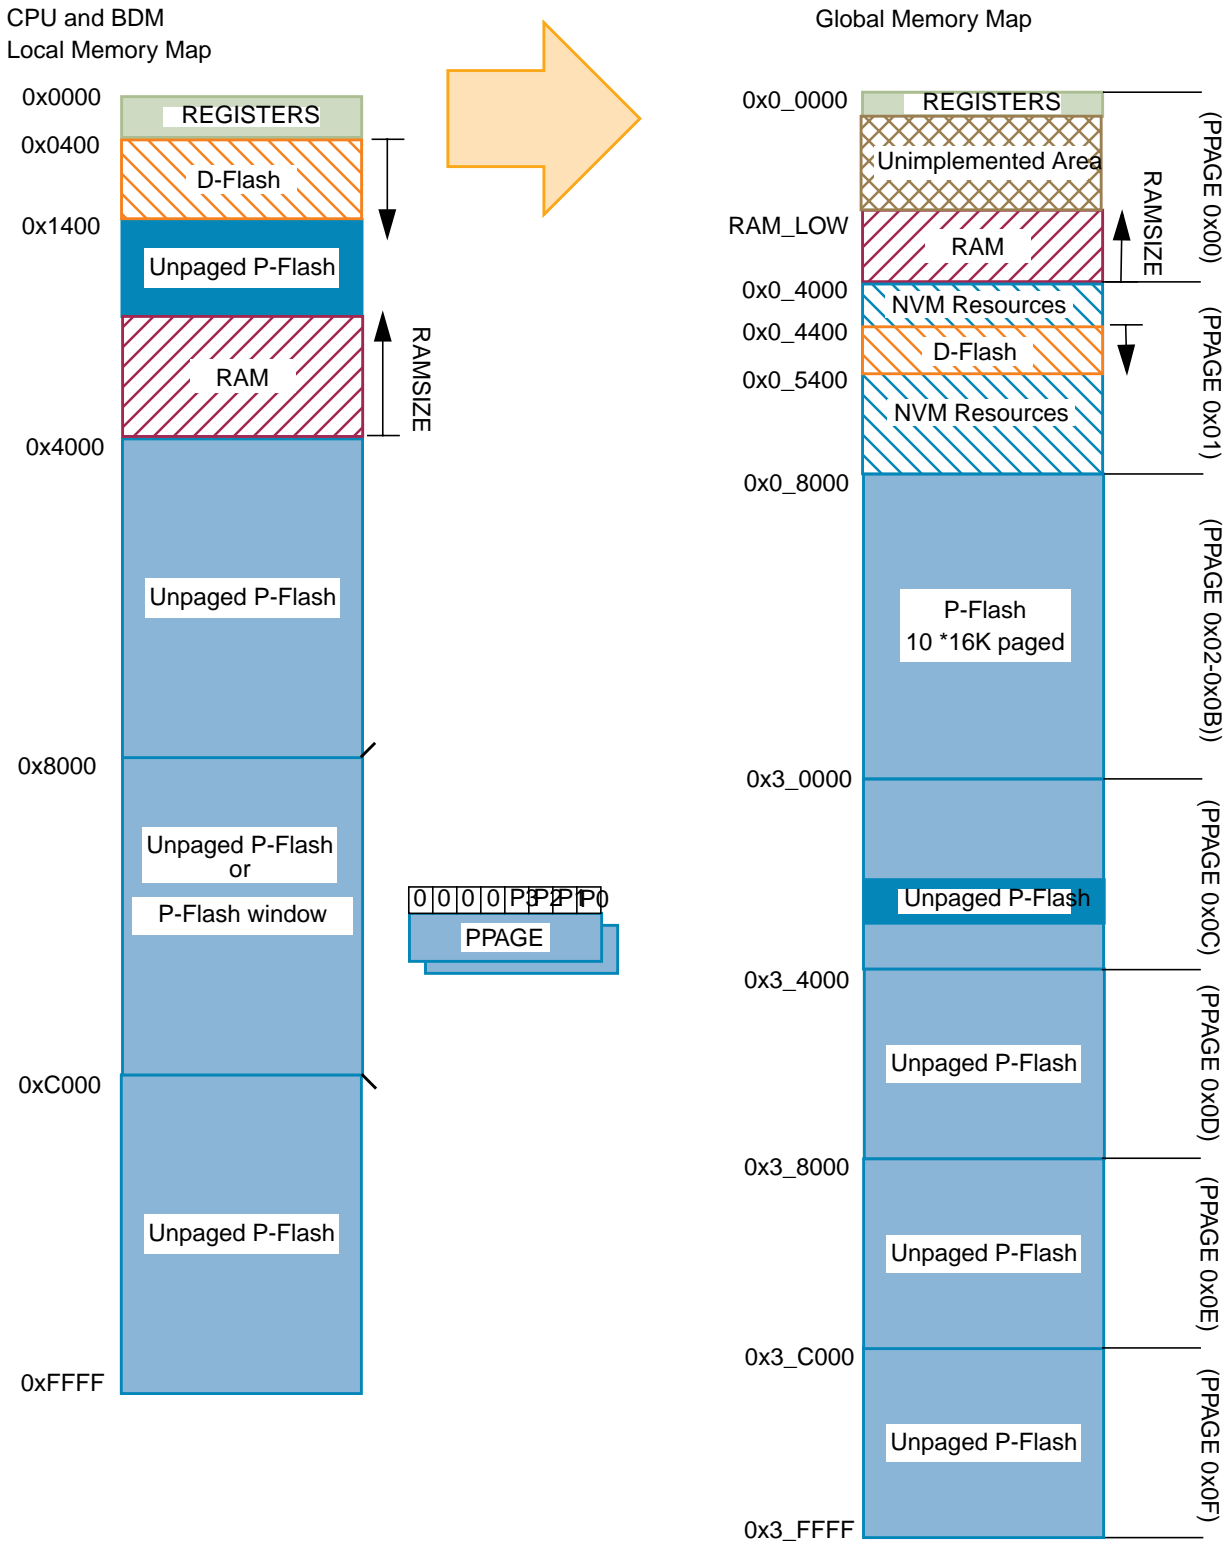 CPU and BDM
Local Memory Map
0x0000
REGISTERS
0x0400
D-Flash
0x1400
Unpaged P-Flash
RAM
RAMSIZE
0x4000
Unpaged P-Flash
0x8000
Unpaged P-Flash
or
P-Flash window
0xC000
Unpaged P-Flash
0xFFFF
0 0 0 0 P3 P2 P1 P0
PPAGE
Global Memory Map
0x0_0000
REGISTERS
Unimplemented Area
(PPAGE 0x00)
RAM_LOW
RAM
RAMSIZE
0x0_4000
NVM Resources
0x0_4400
D-Flash
(PPAGE 0x01)
0x0_5400
NVM Resources
0x0_8000
P-Flash
10 *16K paged
(PPAGE 0x02-0x0B))
0x3_0000
Unpaged P-Flash
(PPAGE 0x0C)
0x3_4000
Unpaged P-Flash
(PPAGE 0x0D)
0x3_8000
Unpaged P-Flash
(PPAGE 0x0E)
0x3_C000
Unpaged P-Flash
(PPAGE 0x0F)
0x3_FFFF